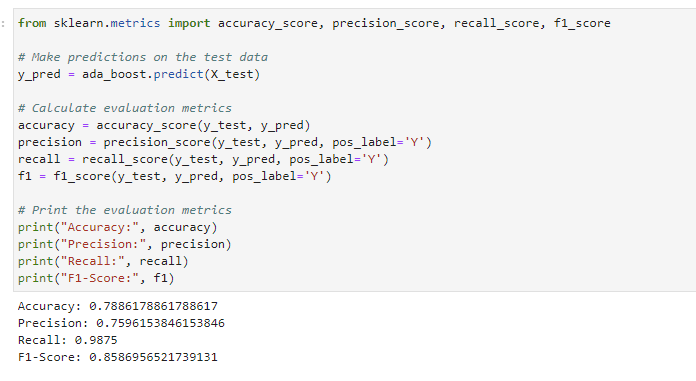 from sklearn.metrics import accuracy_score, precision_score, recall_score, f1_score
# Make predictions on the test data
y_pred = ada_boost.predict(X_test)
# Calculate evaluation metrics
accuracy = accuracy_score(y_test, y_pred)
precision = precision_score(y_test, y_pred, pos_label='Y')
recall = recall_score(y_test, y_pred, pos_label='Y')
f1 = f1_score(y_test, y_pred, pos_label='Y')
# Print the evaluation metrics
print("Accuracy:", accuracy)
print("Precision:", precision)
print("Recall:", recall)
print("F1-Score:", f1)
Accuracy: 0.7886178861788617
Precision: 0.7596153846153846
Recall: 0.9875
F1-Score: 0.8586956521739131